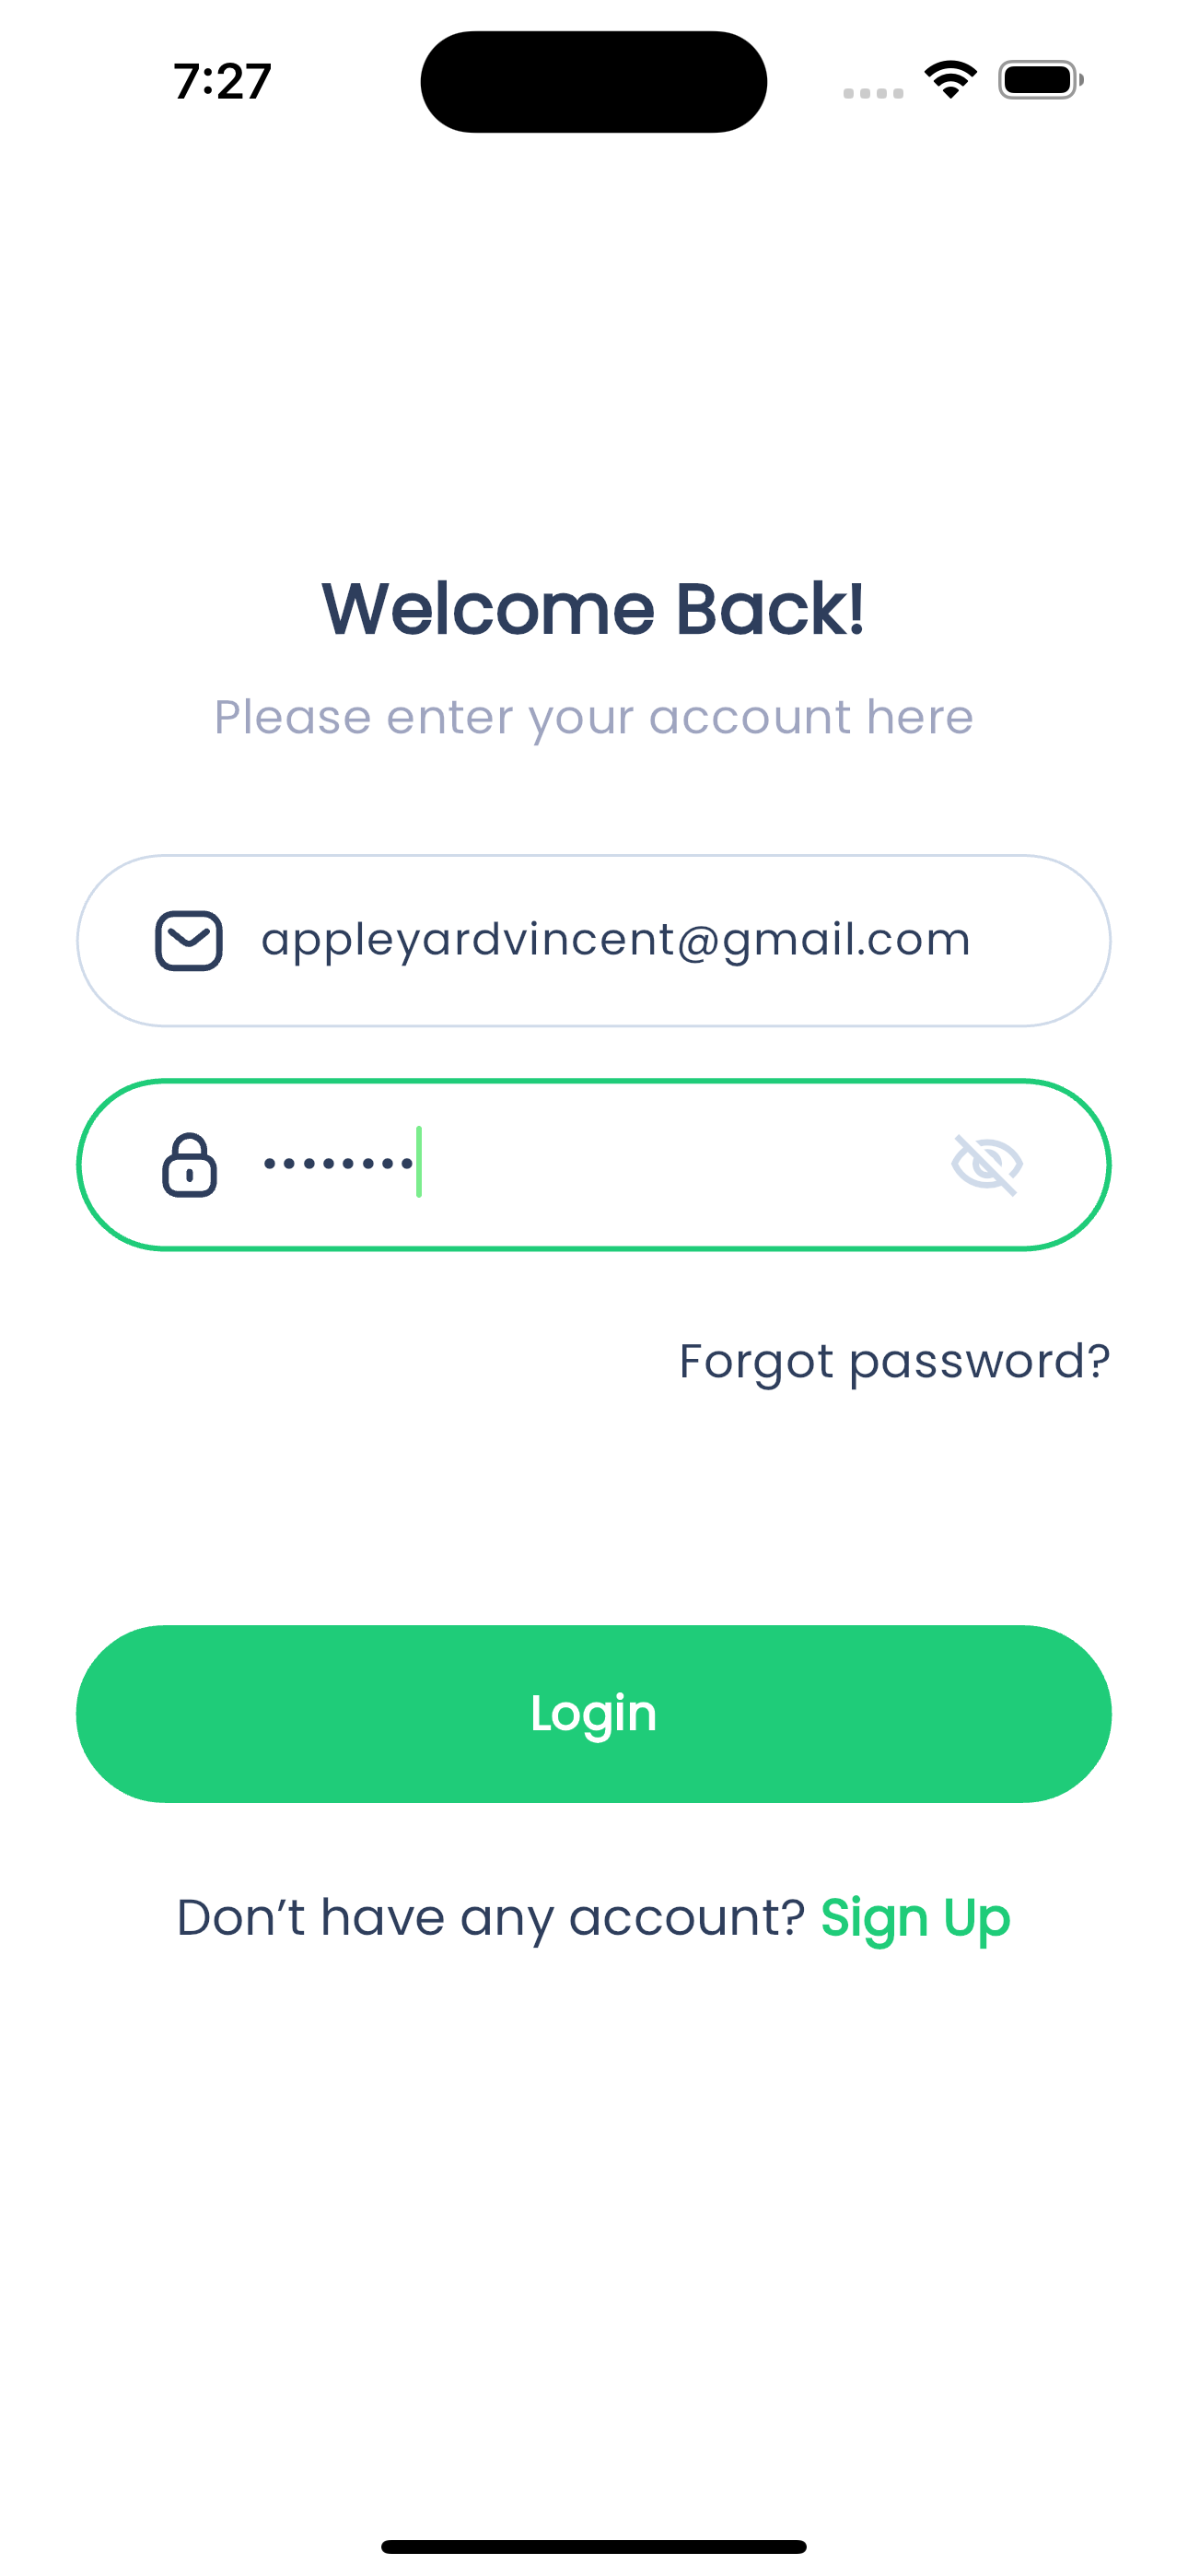 7:27
Welcome Back!
Please enter your account here
appleyardvincent@gmail.com
••••••••
Forgot password?
Login
Don’t have any account? Sign Up